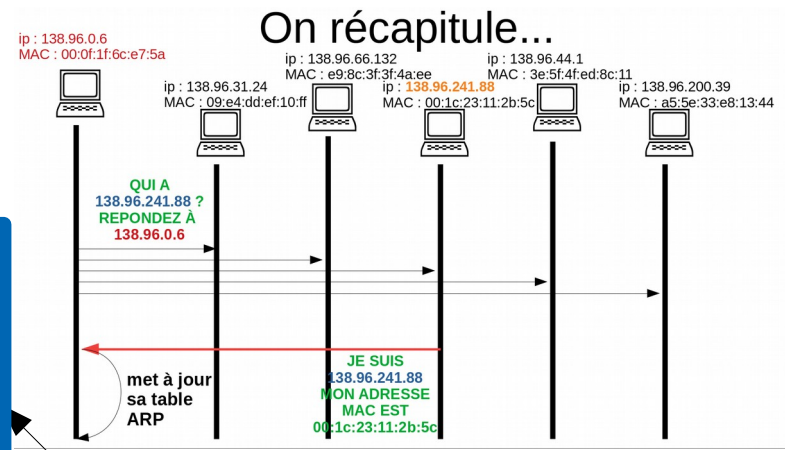 On récapitule...
ip : 138.96.0.6
MAC : 00:0f:1f:6c:e7:5a
ip : 138.96.31.24
MAC : 09:e4:dd:ef:10:ff
ip : 138.96.66.132
MAC : e9:8c:3f:3f:4a:ee
ip : 138.96.241.88
MAC : 00:1c:23:11:2b:5c
ip : 138.96.44.1
MAC : 3e:5f:4f:ed:8c:11
ip : 138.96.200.39
MAC : a5:5e:33:e8:13:44
QUI A
138.96.241.88 ?
REPONDEZ À
138.96.0.6
JE SUIS
138.96.241.88
MON ADRESSE
MAC EST
00:1c:23:11:2b:5c
met à jour
sa table
ARP